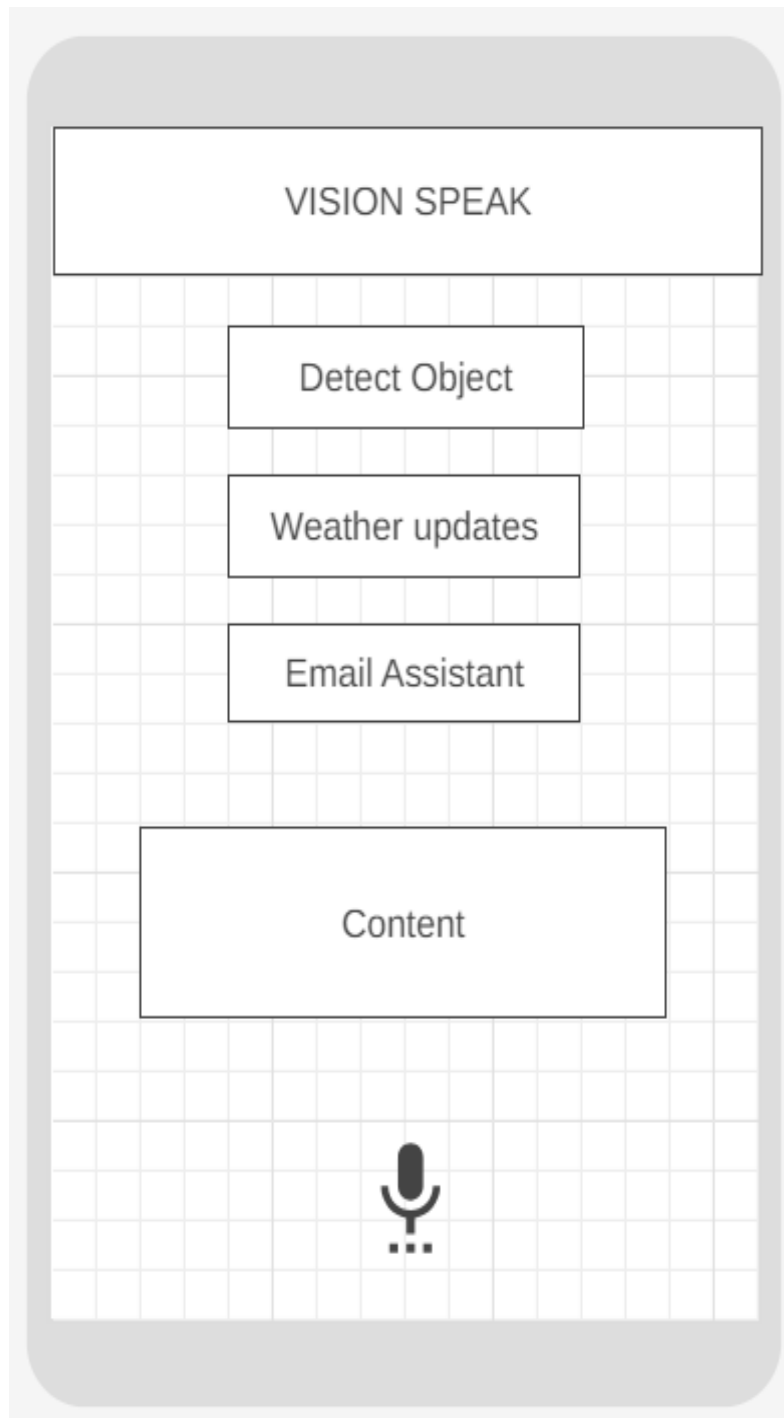 VISION SPEAK
Detect Object
Weather updates
Email Assistant
Content